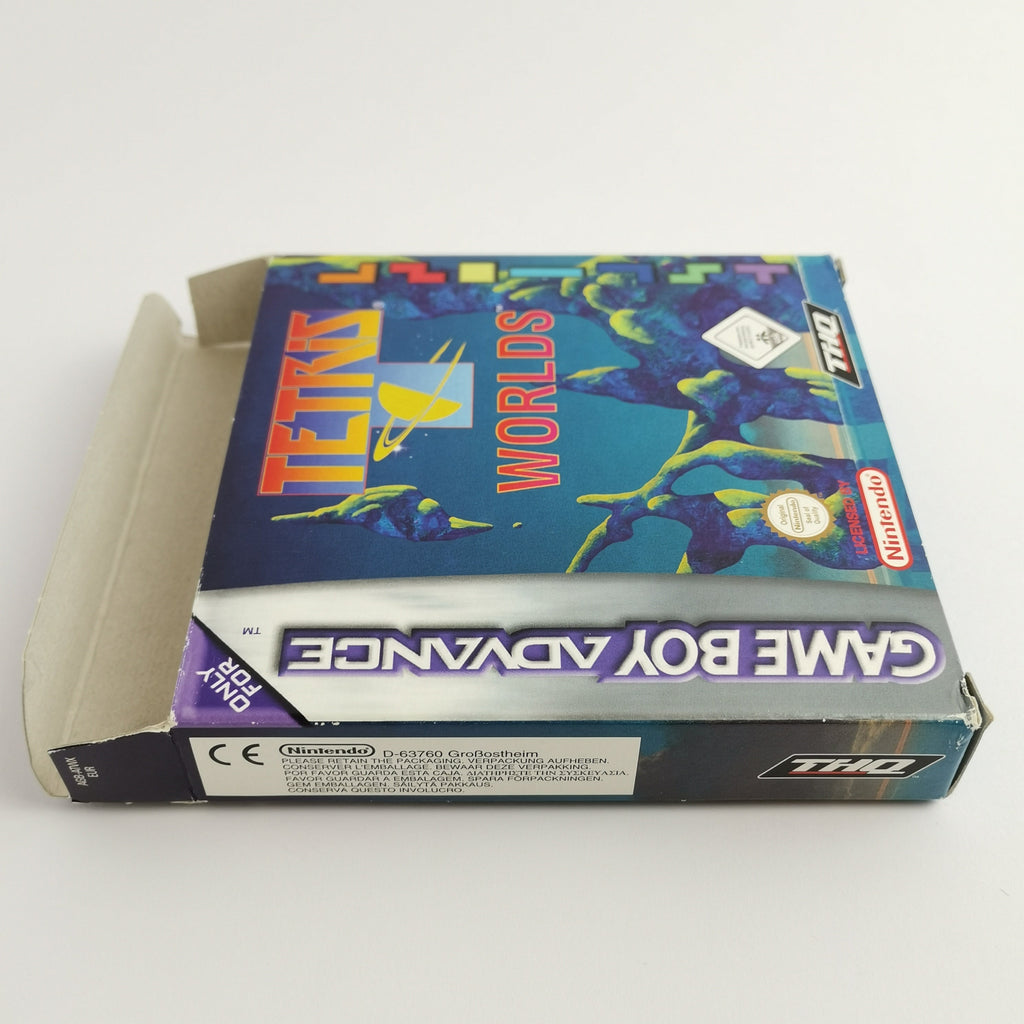 TETRIS®
WORLDS™
THQ
Original
Nintendo
Seal of
Quality
LICENSED BY
Nintendo®
GAME BOY ADVANCE
TM
ONLY
FOR
CE
Nintendo® D-63760 Großostheim
PLEASE RETAIN THE PACKAGING. VERPACKUNG AUFHEBEN.
CONSERVER L'EMBALLAGE. BEWAAR DEZE VERPAKKING.
POR FAVOR GUARDA ESTA CAJA. ΔΙΑΤΗΡΗΣΤΕ ΤΗΝ ΣΥΣΚΕΥΑΣΙΑ.
FAVOR GUARDAR A EMBALAGEM. SPARA FÖRPACKNINGEN.
GEM EMBALLAGEN. SÄILYTÄ PAKKAUS.
CONSERVA QUESTO INVOLUCRO.
THQ™
EUR